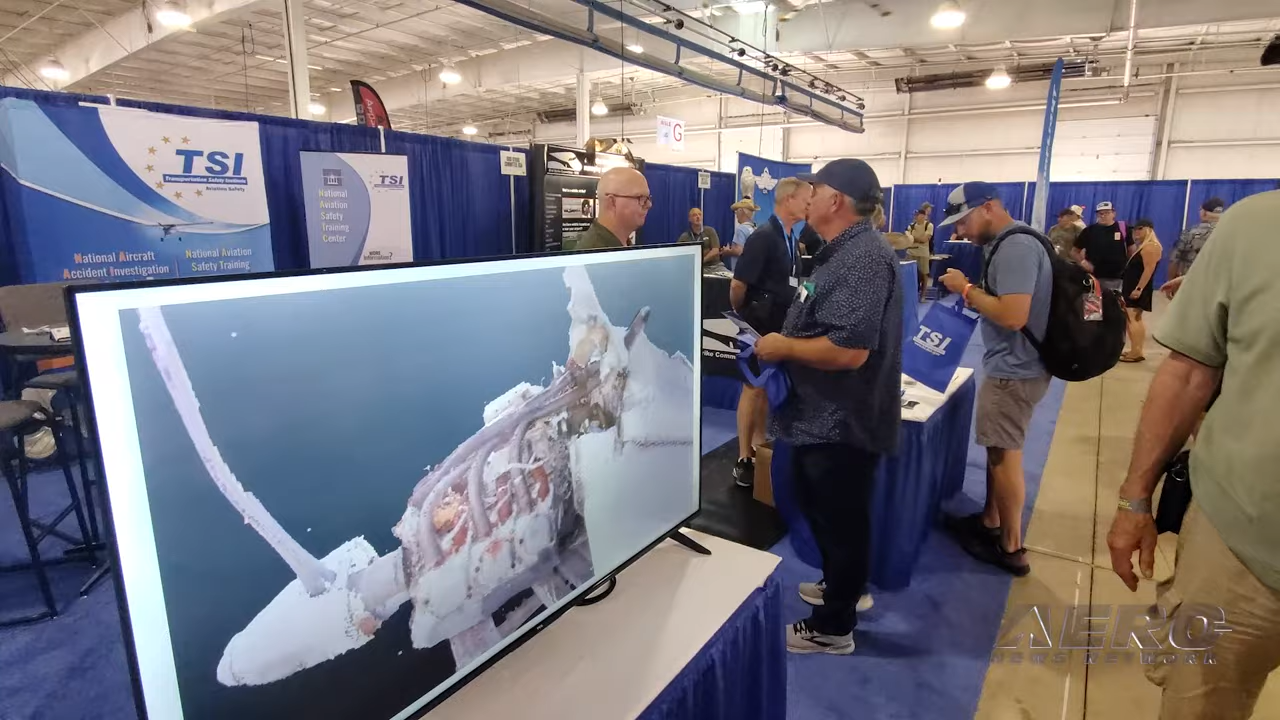 TSI
Transportation Safety Institute
Aviation Safety
National Aircraft
Accident Investigation
National Aviation
Safety Training
TSI
National
Aviation
Safety
Training
Center
G
TSI
AERO
NEWS NETWORK